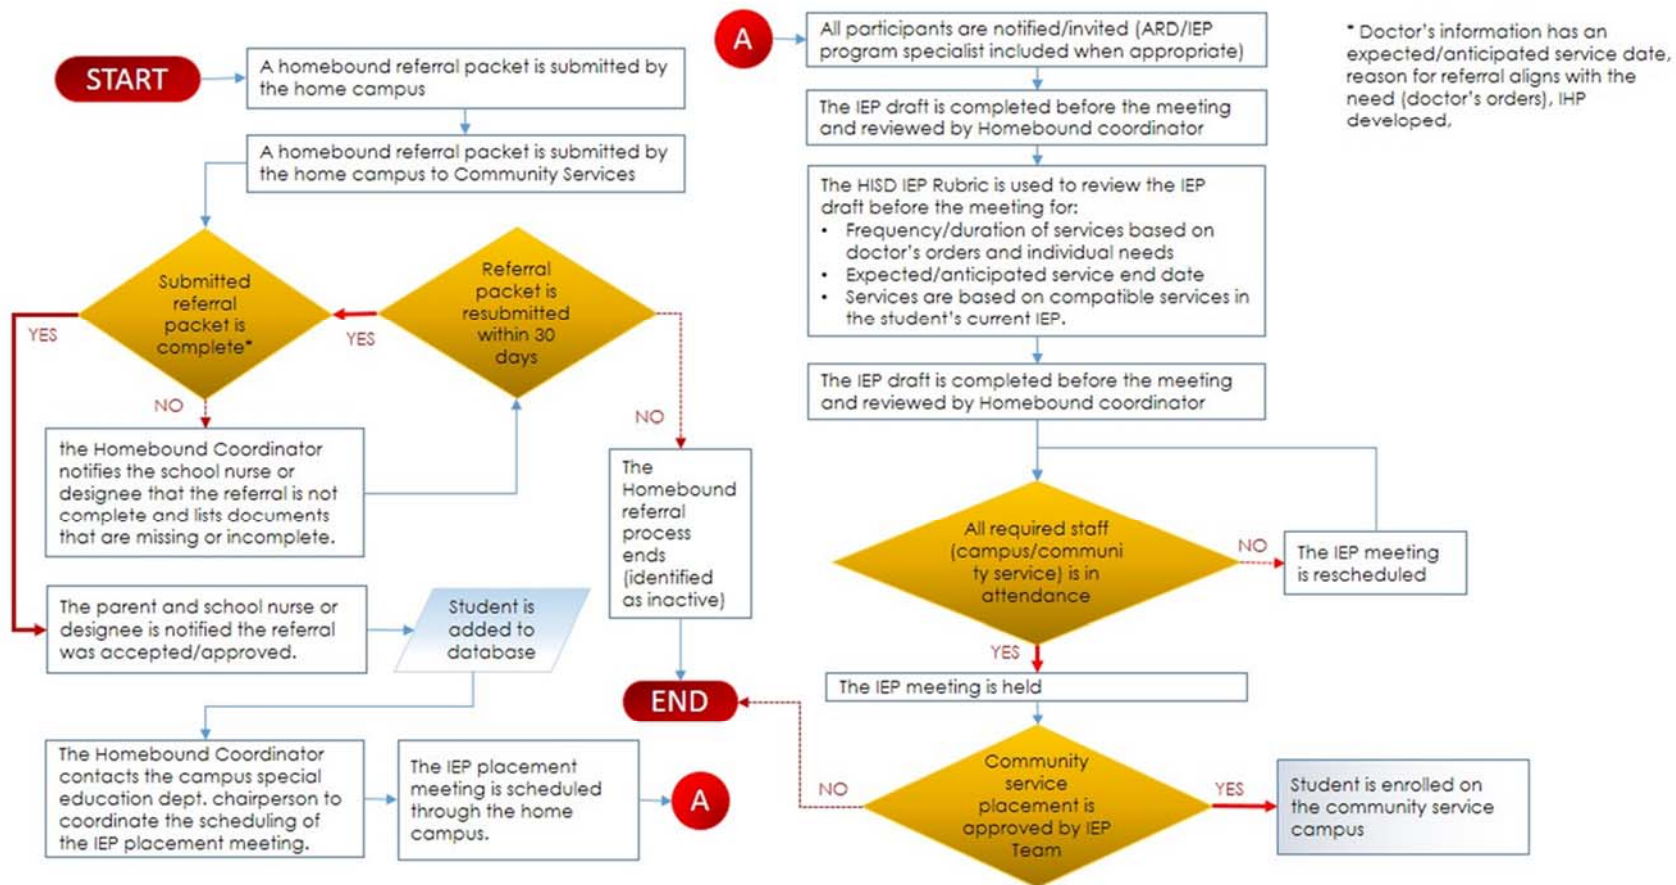 START
A homebound referral packet is submitted by
the home campus
A homebound referral packet is submitted by
the home campus to Community Services
Submitted
referral
packet is
complete*
YES
NO
Referral
packet is
resubmitted
within 30
days
YES
NO
the Homebound Coordinator
notifies the school nurse or
designee that the referral is not
complete and lists documents
that are missing or incomplete.
The
Homebound
referral
process
ends
(identified
as inactive)
END
The parent and school nurse or
designee is notified the referral
was accepted/approved.
Student is
added to
database
The Homebound Coordinator
contacts the campus special
education dept. chairperson to
coordinate the scheduling of
the IEP placement meeting.
The IEP placement
meeting is scheduled
through the home
campus.
A
A
All participants are notified/invited (ARD/IEP
program specialist included when appropriate)
The IEP draft is completed before the meeting
and reviewed by Homebound coordinator
The HISD IEP Rubric is used to review the IEP
draft before the meeting for:
• Frequency/duration of services based on
doctor's orders and individual needs
• Expected/anticipated service end date
• Services are based on compatible services in
the student's current IEP.
The IEP draft is completed before the meeting
and reviewed by Homebound coordinator
All required staff
(campus/communi
ty service) is in
attendance
NO
The IEP meeting
is rescheduled
YES
The IEP meeting is held
Community
service
placement is
approved by IEP
Team
NO
YES
Student is enrolled on
the community service
campus
* Doctor's information has an
expected/anticipated service date,
reason for referral aligns with the
need (doctor's orders), IHP
developed,